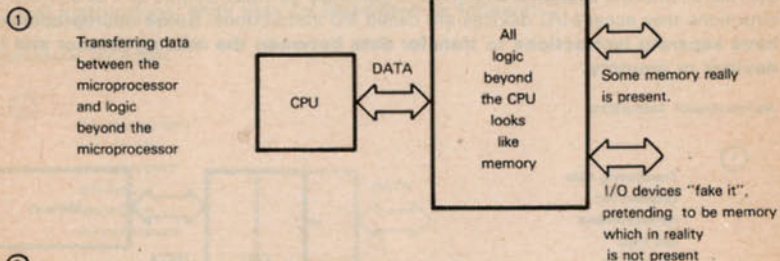 ①
Transferring data
between the
microprocessor
and logic
beyond the
microprocessor
CPU
DATA
All
logic
beyond
the CPU
looks
like
memory
Some memory really
is present.
I/O devices "fake it",
pretending to be memory
which in reality
is not present